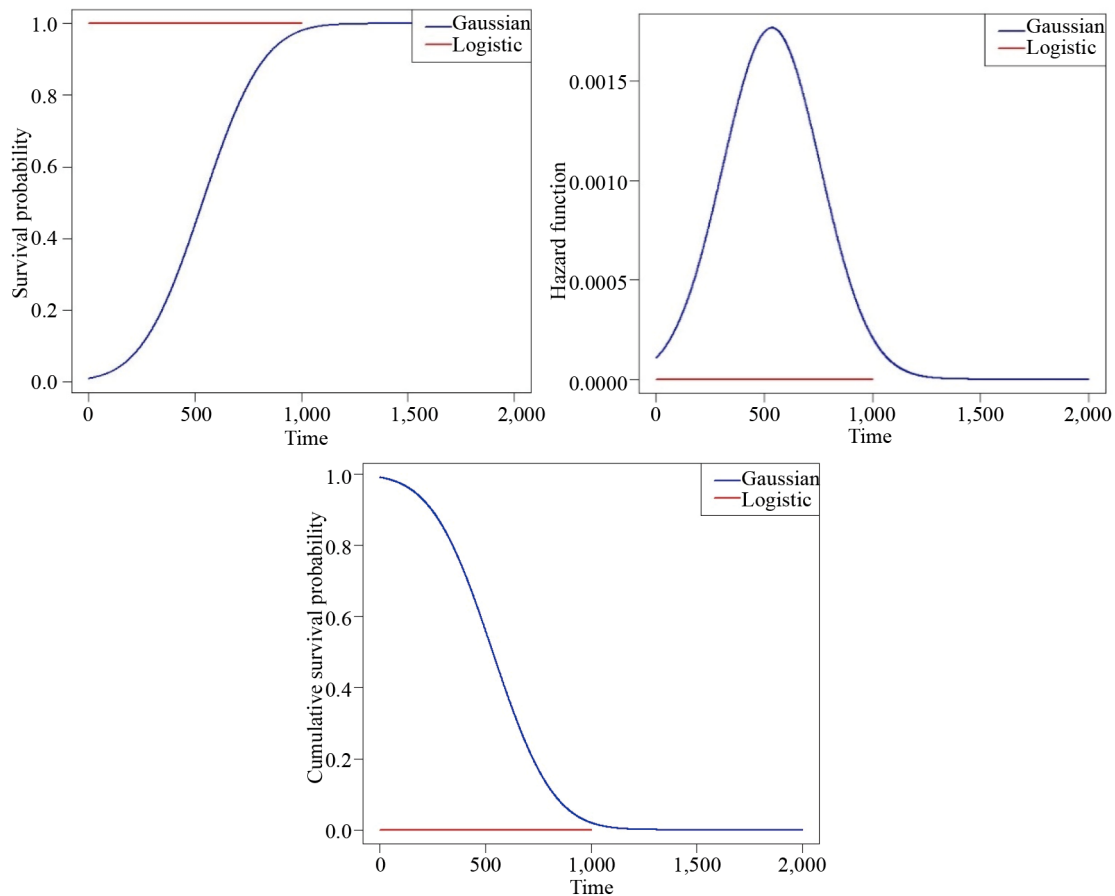 Survival probability
1.0
0.8
0.6
0.4
0.2
0.0
0
500
1,000
1,500
2,000
Time
Gaussian
Logistic
Hazard function
0.0015
0.0010
0.0005
0.0000
0
500
1,000
1,500
2,000
Time
Gaussian
Logistic
Cumulative survival probability
1.0
0.8
0.6
0.4
0.2
0.0
0
500
1,000
1,500
2,000
Time
Gaussian
Logistic